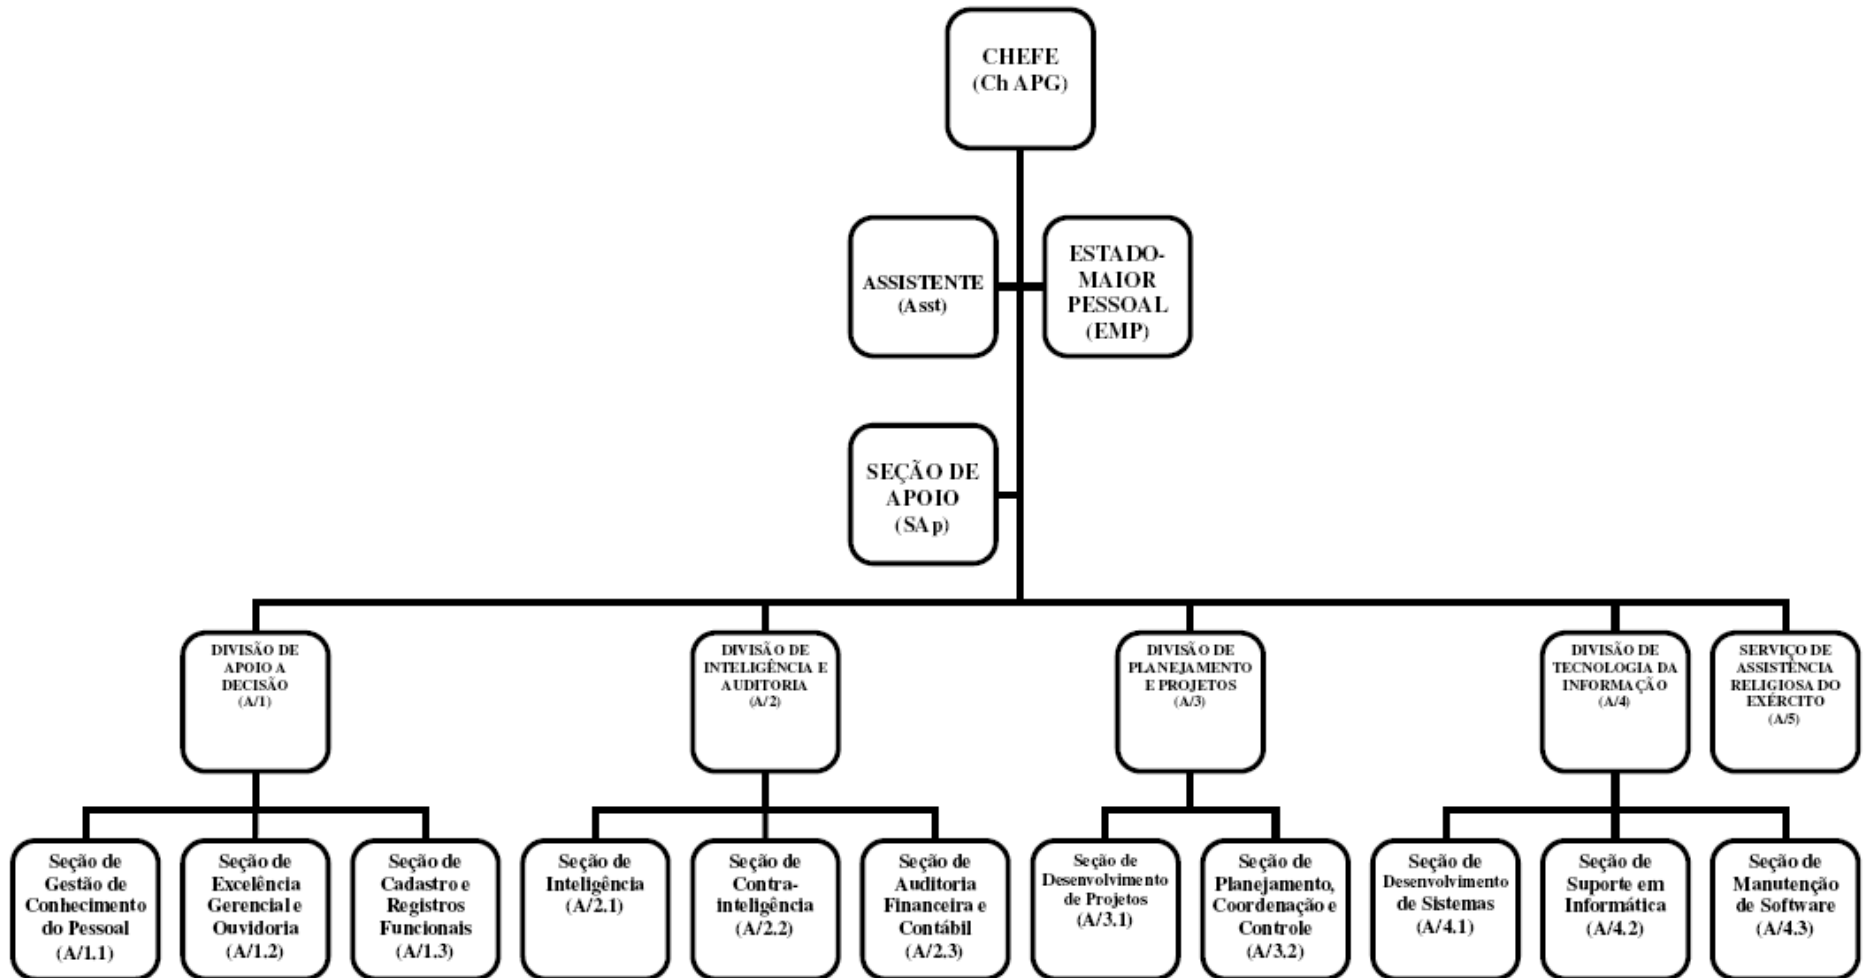 CHEFE
(Ch APG)
ASSISTENTE
(Asst)
ESTADO-
MAIOR
PESSOAL
(EMP)
SEÇÃO DE
APOIO
(SAp)
DIVISÃO DE
APOIO A
DECISÃO
(A/1)
DIVISÃO DE
INTELIGÊNCIA E
AUDITORIA
(A/2)
DIVISÃO DE
PLANEJAMENTO
E PROJETOS
(A/3)
DIVISÃO DE
TECNOLOGIA DA
INFORMAÇÃO
(A/4)
SERVIÇO DE
ASSISTÊNCIA
RELIGIOSA DO
EXÉRCITO
(A/5)
Seção de
Gestão de
Conhecimento
do Pessoal
(A/1.1)
Seção de
Excelência
Gerencial e
Ouvidoria
(A/1.2)
Seção de
Cadastro e
Registros
Funcionais
(A/1.3)
Seção de
Inteligência
(A/2.1)
Seção de
Contra-
inteligência
(A/2.2)
Seção de
Auditoria
Financeira e
Contábil
(A/2.3)
Seção de
Desenvolvimento
de Projetos
(A/3.1)
Seção de
Planejamento,
Coordenação e
Controle
(A/3.2)
Seção de
Desenvolvimento
de Sistemas
(A/4.1)
Seção de
Suporte em
Informática
(A/4.2)
Seção de
Manutenção
de Software
(A/4.3)